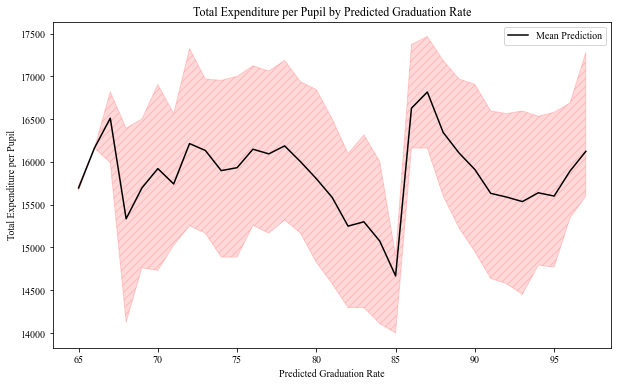 Total Expenditure per Pupil by Predicted Graduation Rate
Mean Prediction
Total Expenditure per Pupil
17500
17000
16500
16000
15500
15000
14500
14000
65 70 75 80 85 90 95
Predicted Graduation Rate